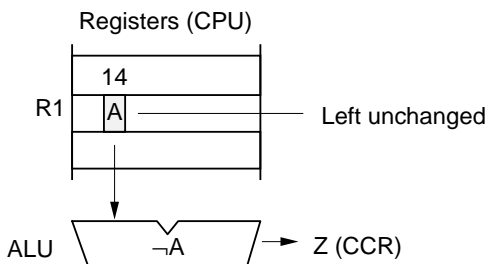 Registers (CPU)
14
R1 A Left unchanged
ALU ¬A Z (CCR)